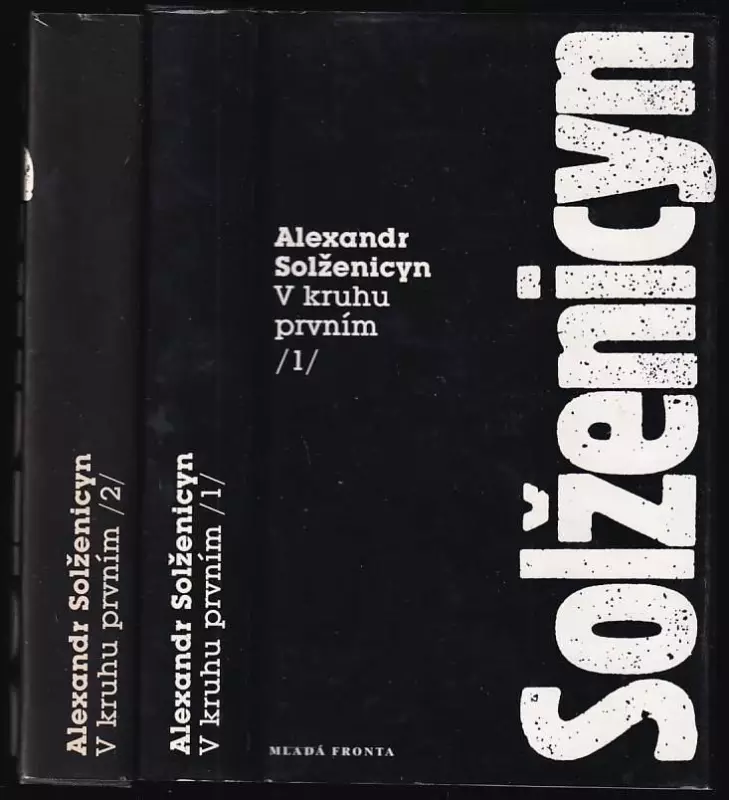 Alexandr Solženicyn
V kruhu prvním /2/
Alexandr Solženicyn
V kruhu prvním /1/
Alexandr
Solženicyn
V kruhu
prvním
/1/
MLADÁ FRONTA
Solženicyn